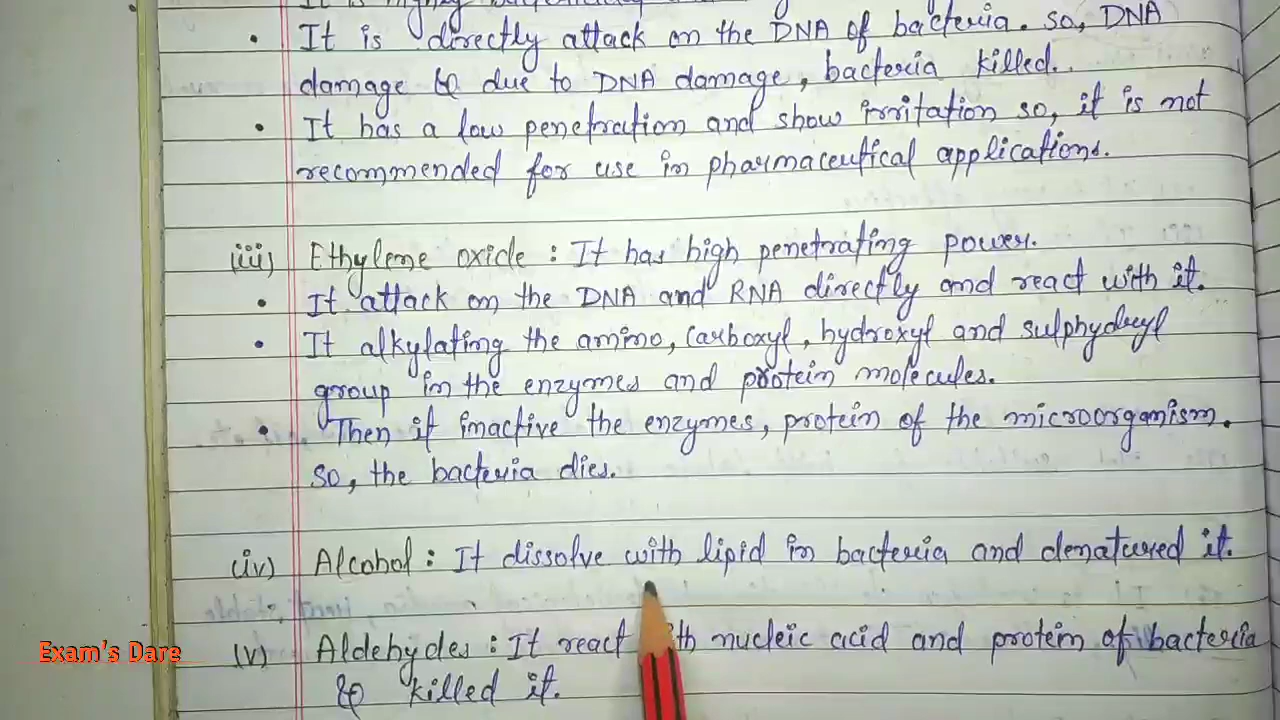 It is highly
• It is directly attack on the DNA of bacteria. so, DNA
damage & due to DNA damage, bacteria killed.
• It has a low penetration and show irritation so, it is not
recommended for use in pharmaceutical applications.
(iii) Ethylene oxide : It has high penetrating power.
• It attack on the DNA and RNA directly and react with it.
• It alkylating the amino, Carboxyl, hydroxyl and sulphydryl
group in the enzymes and protein molecules.
• Then it inactive the enzymes, protein of the microorganism.
so, the bacteria dies.
(iv) Alcohol : It dissolve with lipid in bacteria and denatured it.
Exam's Dare
(v) Aldehydes : It react with nucleic acid and protein of bacteria
& killed it.